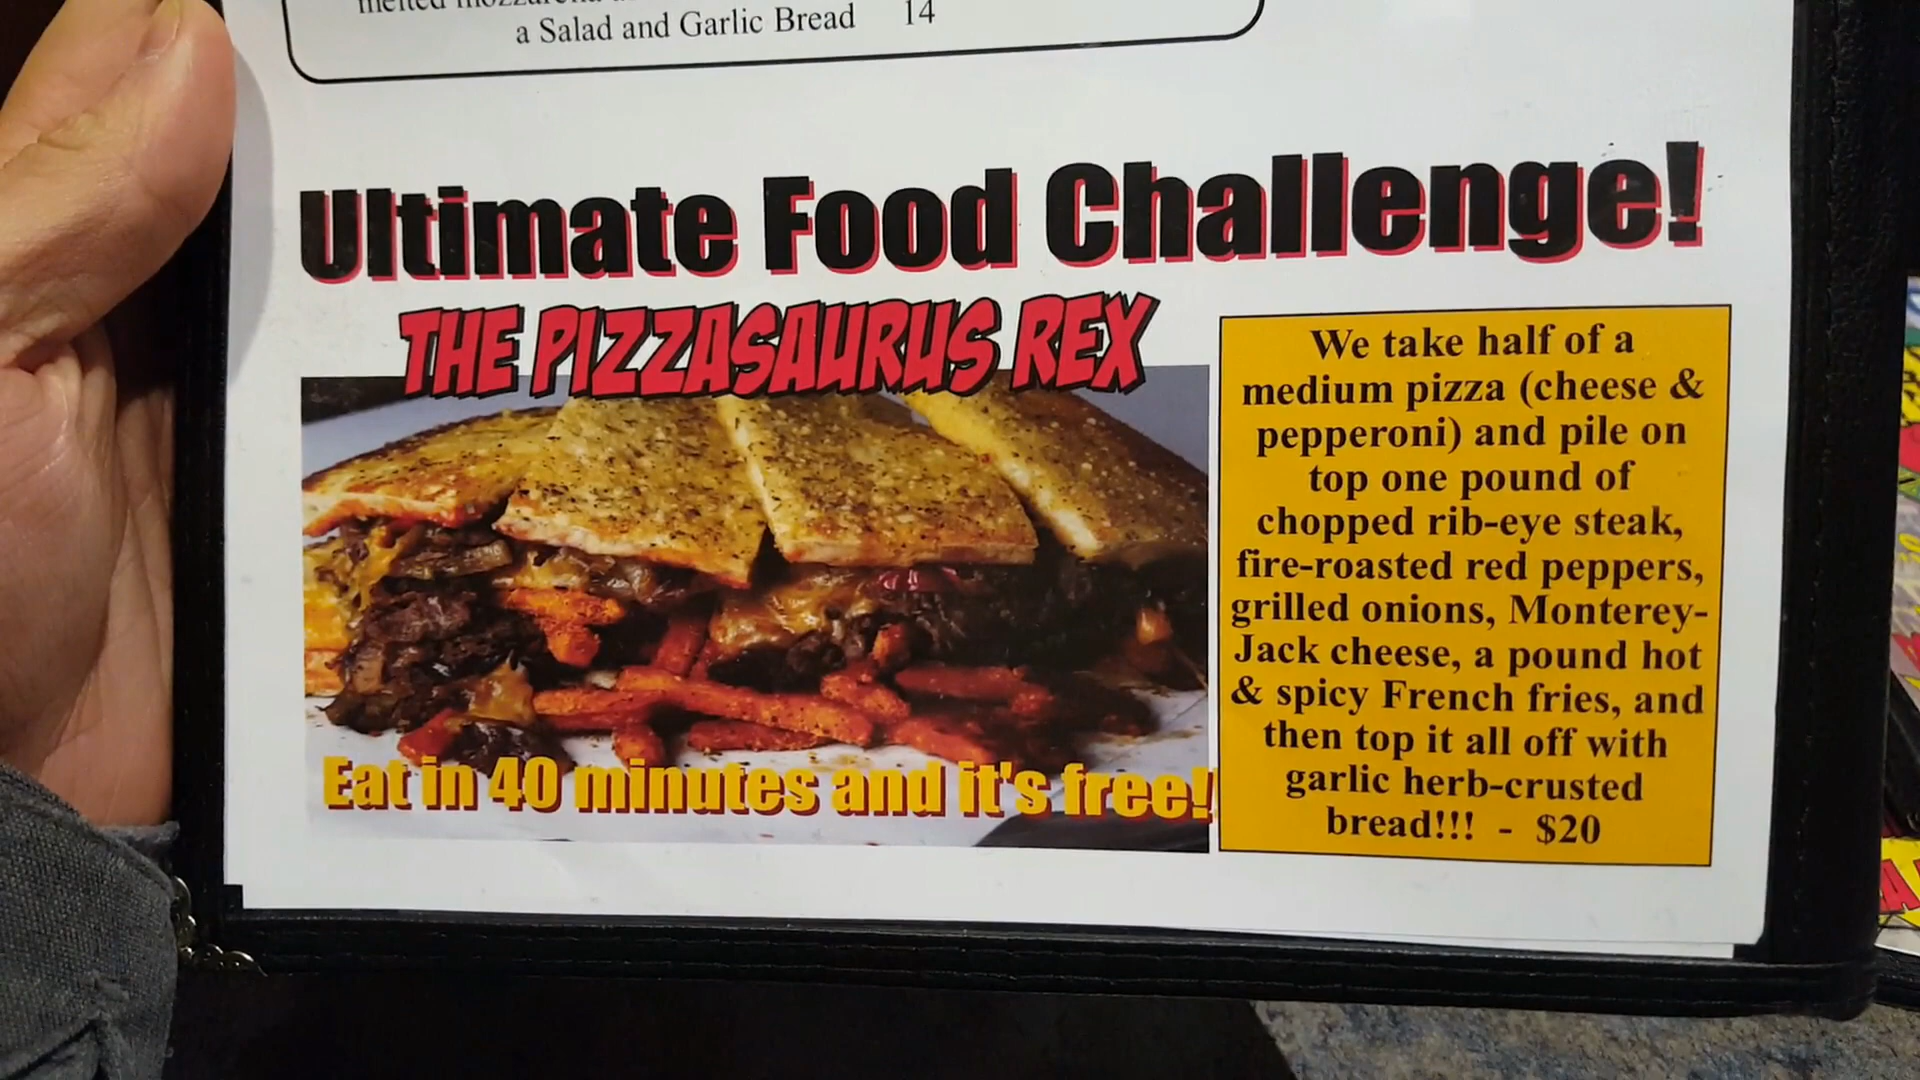 melted mozzarella
a Salad and Garlic Bread 14
Ultimate Food Challenge!
THE PIZZASAURUS REX
Eat in 40 minutes and it's free!
We take half of a
medium pizza (cheese &
pepperoni) and pile on
top one pound of
chopped rib-eye steak,
fire-roasted red peppers,
grilled onions, Monterey-
Jack cheese, a pound hot
& spicy French fries, and
then top it all off with
garlic herb-crusted
bread!!! - $20